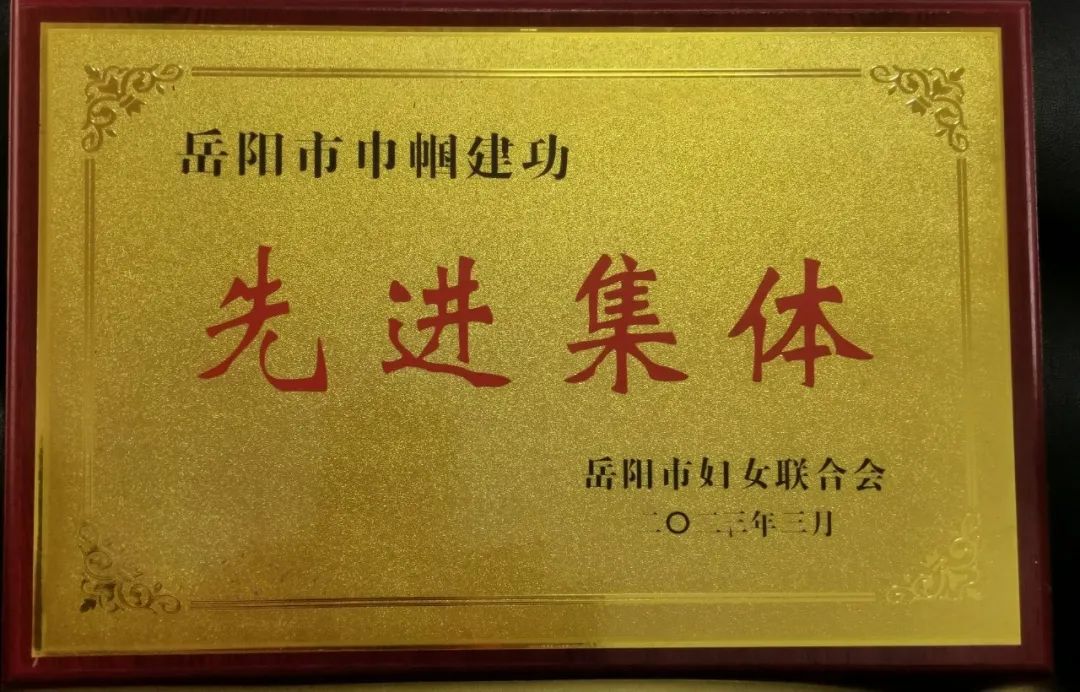 岳阳市巾帼建功
先进集体
岳阳市妇女联合会
二〇二三年三月